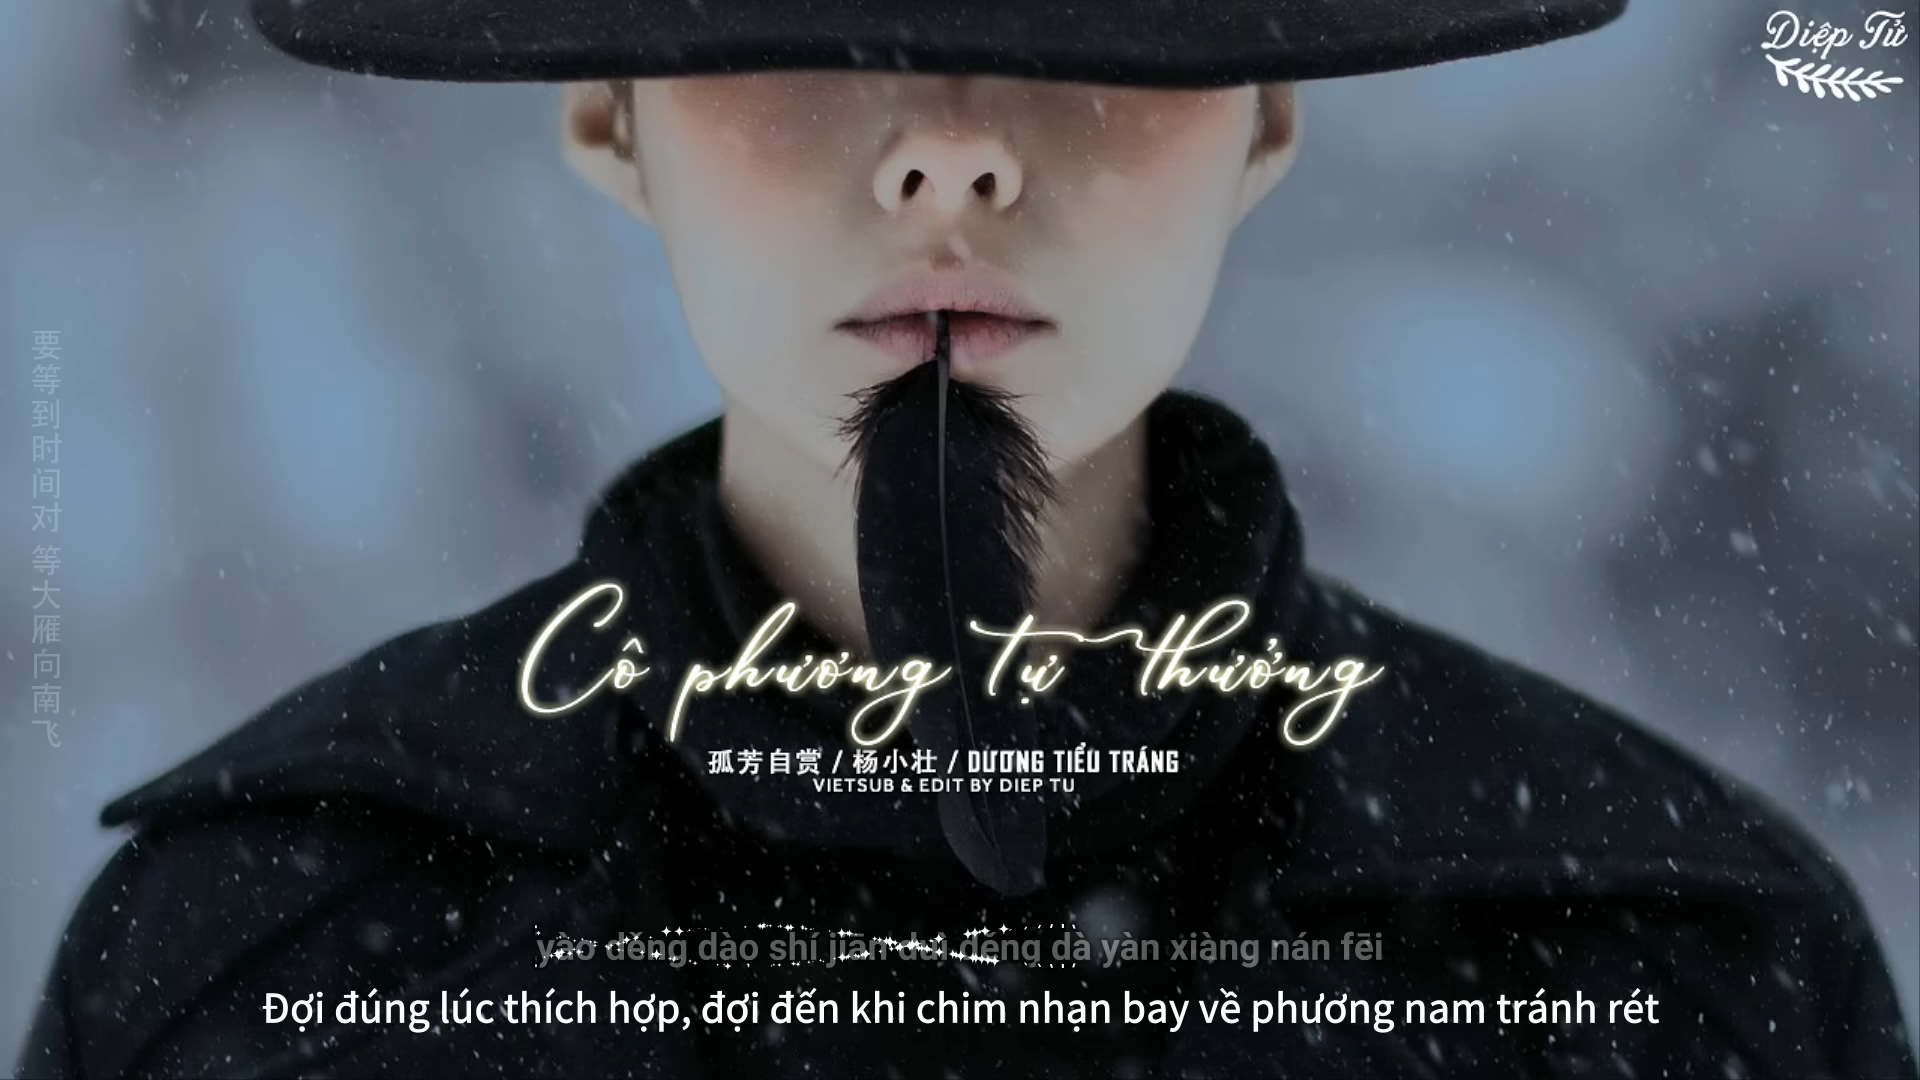 Diệp Tử
要等到时间对 等大雁向南飞
Cô phương tự thưởng
孤芳自赏 / 杨小壮 / DƯƠNG TIỂU TRÁNG
VIETSUB & EDIT BY DIEP TU
yào děng dào shí jiān duì děng dà yàn xiàng nán fēi
Đợi đúng lúc thích hợp, đợi đến khi chim nhạn bay về phương nam tránh rét